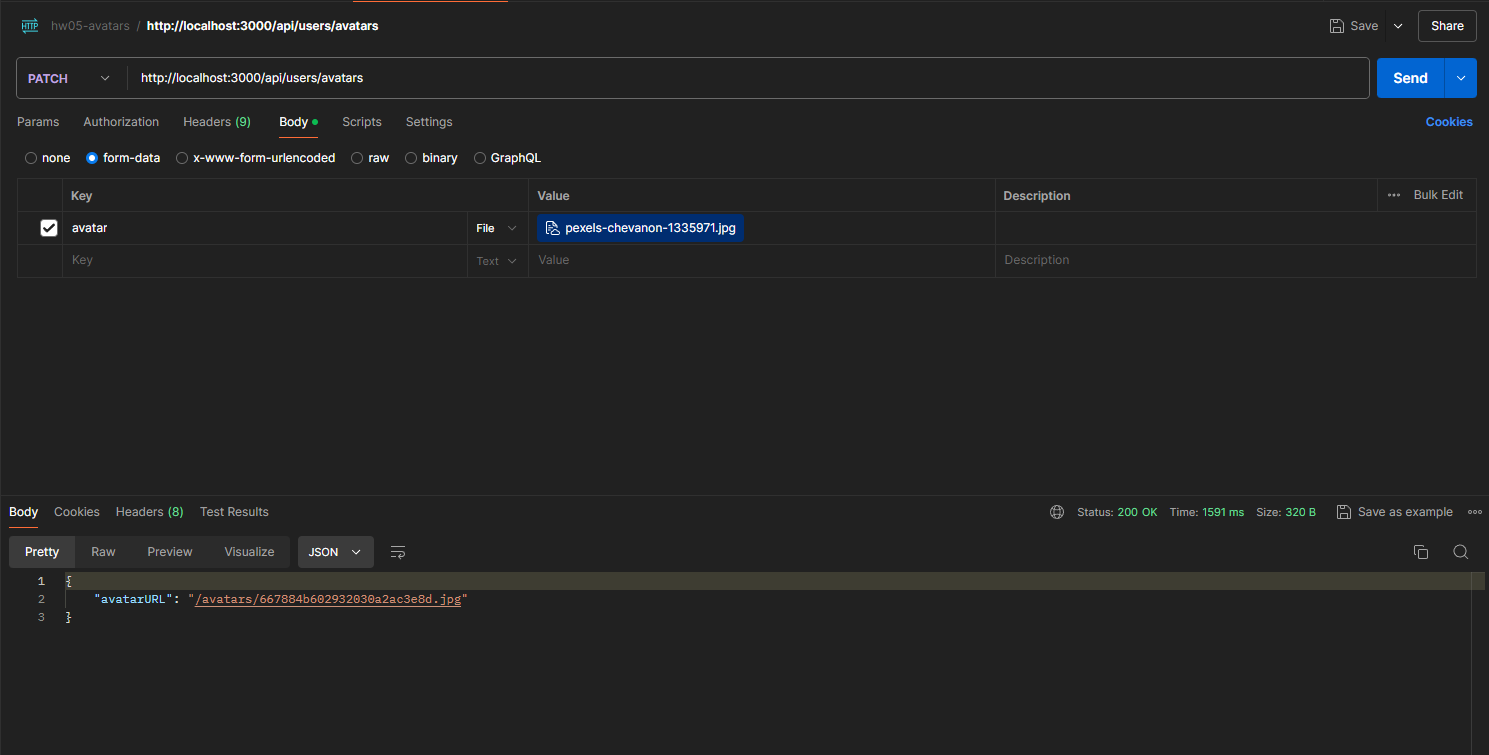 HTTP hw05-avatars / http://localhost:3000/api/users/avatars Save Share
PATCH http://localhost:3000/api/users/avatars Send
Params Authorization Headers (9) Body Scripts Settings Cookies
none form-data x-www-form-urlencoded raw binary GraphQL
Key Value Description ••• Bulk Edit
avatar File pexels-chevanon-1335971.jpg
Key Text Value Description
Body Cookies Headers (8) Test Results Status: 200 OK Time: 1591 ms Size: 320 B Save as example
Pretty Raw Preview Visualize JSON
1 {
2 "avatarURL": "/avatars/667884b602932030a2ac3e8d.jpg"
3 }